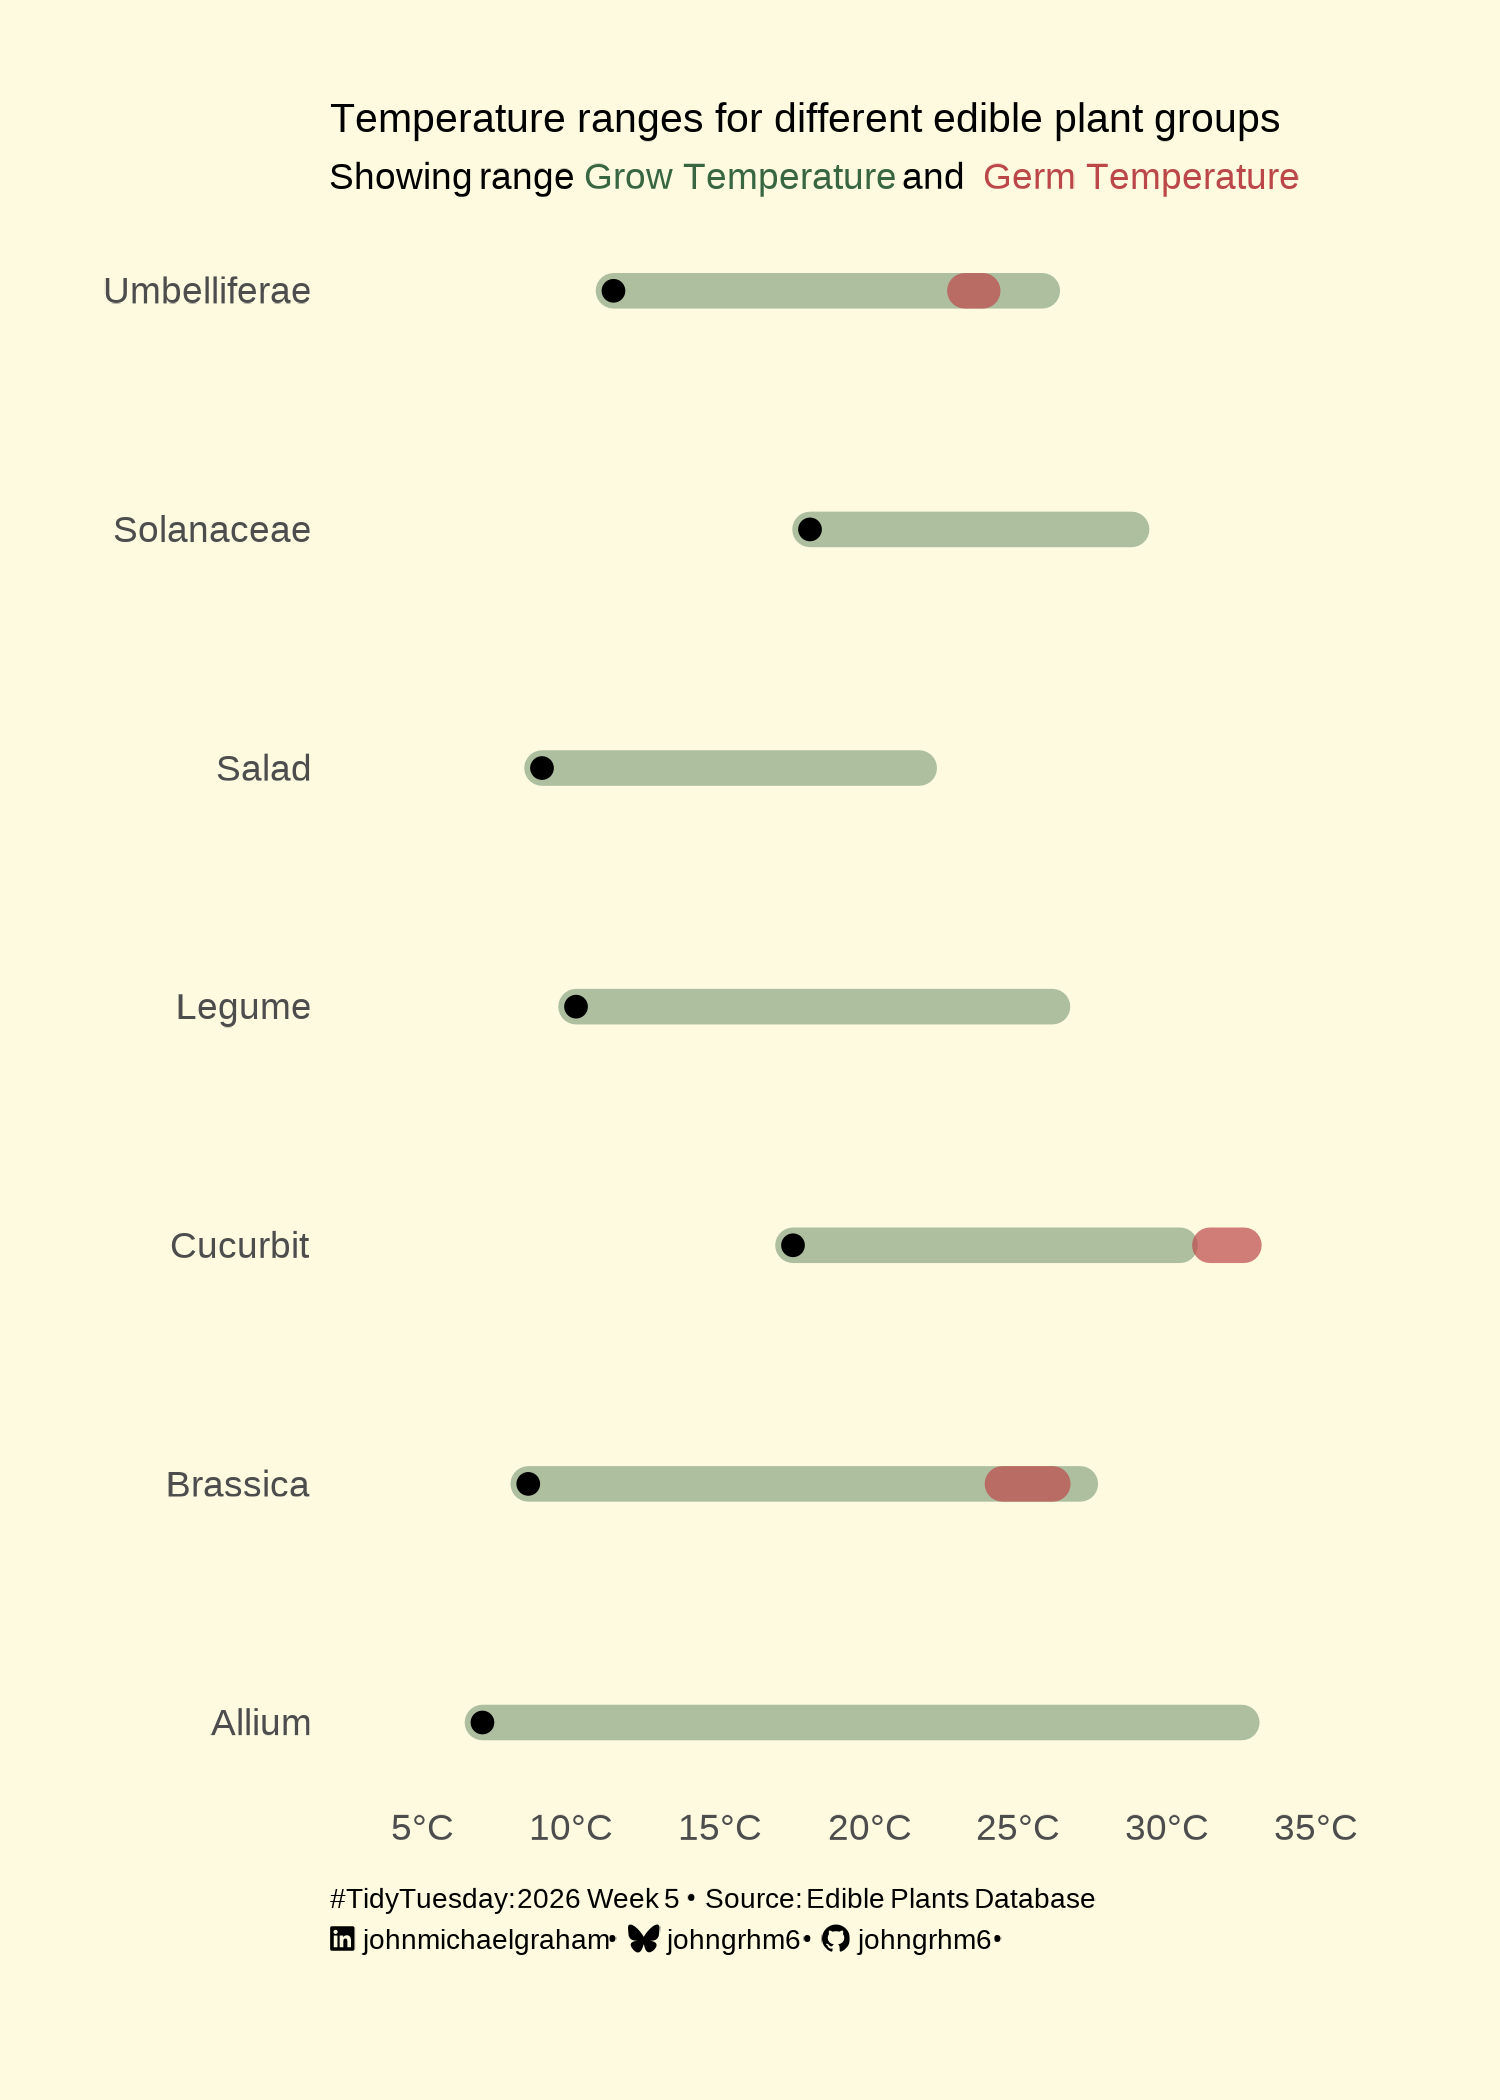 Temperature ranges for different edible plant groups
Showing range Grow Temperature and Germ Temperature
Umbelliferae
Solanaceae
Salad
Legume
Cucurbit
Brassica
Allium
5°C 10°C 15°C 20°C 25°C 30°C 35°C
#TidyTuesday:2026 Week 5 • Source: Edible Plants Database
in johnmichaelgraham• johngrhm6• johngrhm6•